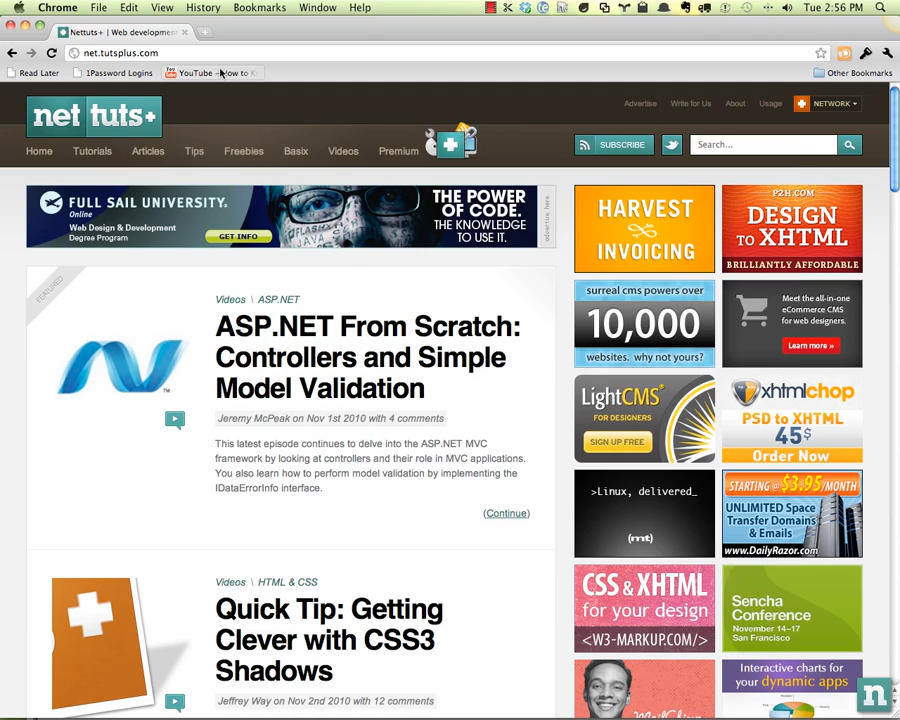 Chrome File Edit View History Bookmarks Window Help Tue 2:56 PM
Nettuts+ | Web development
net.tutsplus.com
Read Later 1Password Logins YouTube - How to Other Bookmarks
net tuts+
Advertise Write for Us About Usage NETWORK
Home Tutorials Articles Tips Freebies Basix Videos Premium
SUBSCRIBE Search...
FULL SAIL UNIVERSITY.
Online
Web Design & Development
Degree Program
GET INFO
THE POWER
OF CODE.
THE KNOWLEDGE
TO USE IT.
advertise here
HARVEST
INVOICING
P2H.COM
DESIGN
TO XHTML
BRILLIANTLY AFFORDABLE
FEATURED
Videos \ ASP.NET
ASP.NET From Scratch:
Controllers and Simple
Model Validation
Jeremy McPeak on Nov 1st 2010 with 4 comments
This latest episode continues to delve into the ASP.NET MVC
framework by looking at controllers and their role in MVC applications.
You also learn how to perform model validation by implementing the
IDataErrorInfo interface.
(Continue)
surreal cms powers over
10,000
websites. why not yours?
Meet the all-in-one
eCommerce CMS
for web designers.
Learn more »
LightCMS
FOR DESIGNERS
SIGN UP FREE
xhtmlchop
PSD to XHTML
45$
Order Now
>Linux, delivered_
(mt)
STARTING @ $3.95/MONTH
UNLIMITED Space
Transfer Domains
& Emails
www.DailyRazor.com
Videos \ HTML & CSS
Quick Tip: Getting
Clever with CSS3
Shadows
Jeffrey Way on Nov 2nd 2010 with 12 comments
CSS & XHTML
for your design
<W3-MARKUP.COM/>
Sencha
Conference
November 14–17
San Francisco
MailChimp
Interactive charts for
your dynamic apps
n